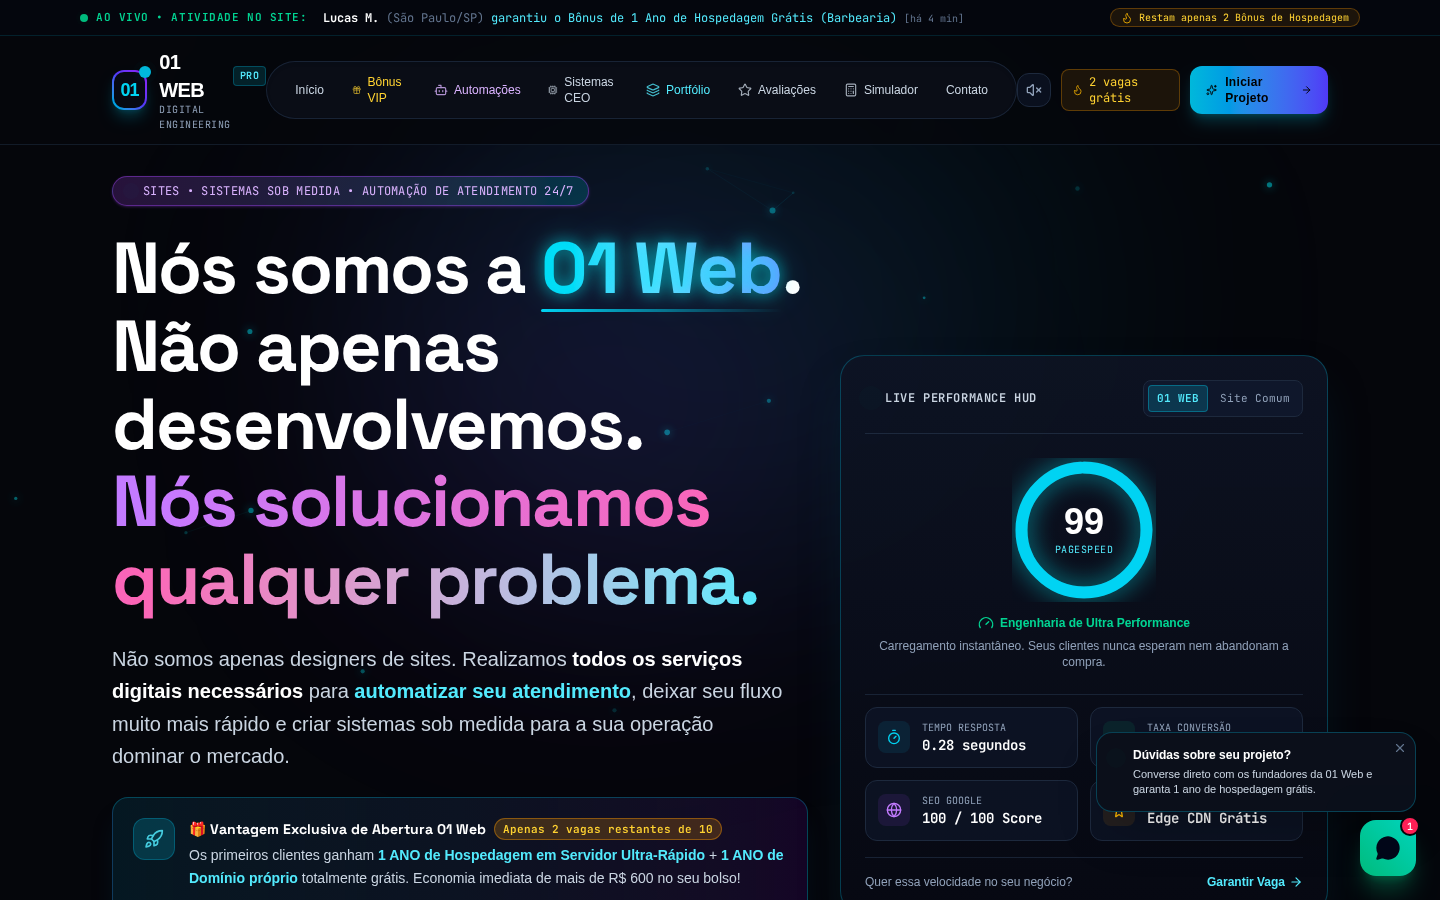 AO VIVO • ATIVIDADE NO SITE: Lucas M. (São Paulo/SP) garantiu o Bônus de 1 Ano de Hospedagem Grátis (Barbearia) [há 4 min]
Restam apenas 2 Bônus de Hospedagem
01
01
WEB
PRO
DIGITAL
ENGINEERING
Início
Bônus
VIP
Automações
Sistemas
CEO
Portfólio
Avaliações
Simulador
Contato
2 vagas
grátis
Iniciar
Projeto
SITES • SISTEMAS SOB MEDIDA • AUTOMAÇÃO DE ATENDIMENTO 24/7
Nós somos a 01 Web.
Não apenas
desenvolvemos.
Nós solucionamos
qualquer problema.
Não somos apenas designers de sites. Realizamos todos os serviços
digitais necessários para automatizar seu atendimento, deixar seu fluxo
muito mais rápido e criar sistemas sob medida para a sua operação
dominar o mercado.
🎁 Vantagem Exclusiva de Abertura 01 Web
Apenas 2 vagas restantes de 10
Os primeiros clientes ganham 1 ANO de Hospedagem em Servidor Ultra-Rápido + 1 ANO de
Domínio próprio totalmente grátis. Economia imediata de mais de R$ 600 no seu bolso!
LIVE PERFORMANCE HUD
01 WEB
Site Comum
99
PAGESPEED
Engenharia de Ultra Performance
Carregamento instantâneo. Seus clientes nunca esperam nem abandonam a
compra.
TEMPO RESPOSTA
0.28 segundos
TAXA CONVERSÃO
SEO GOOGLE
100 / 100 Score
Edge CDN Grátis
Quer essa velocidade no seu negócio?
Garantir Vaga
Dúvidas sobre seu projeto?
Converse direto com os fundadores da 01 Web e
garanta 1 ano de hospedagem grátis.
1